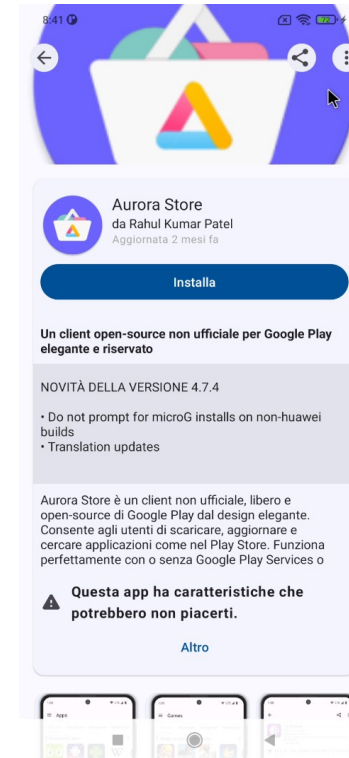 8:41
72
Aurora Store
da Rahul Kumar Patel
Aggiornata 2 mesi fa
Installa
Un client open-source non ufficiale per Google Play
elegante e riservato
NOVITÀ DELLA VERSIONE 4.7.4
• Do not prompt for microG installs on non-huawei
builds
• Translation updates
Aurora Store è un client non ufficiale, libero e
open-source di Google Play dal design elegante.
Consente agli utenti di scaricare, aggiornare e
cercare applicazioni come nel Play Store. Funziona
perfettamente con o senza Google Play Services o
Questa app ha caratteristiche che
potrebbero non piacerti.
Altro
Apps
Games